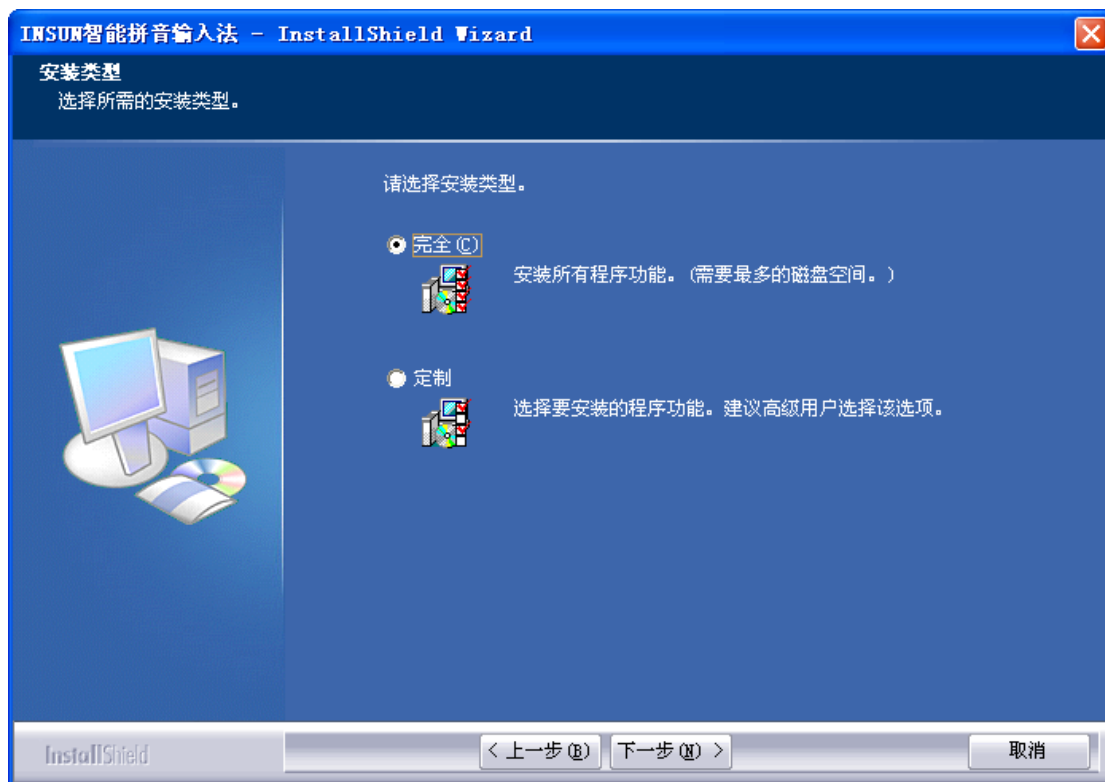 INSUN智能拼音输入法 - InstallShield Wizard
安装类型
选择所需的安装类型。
请选择安装类型。
完全(C)
安装所有程序功能。(需要最多的磁盘空间。)
定制
选择要安装的程序功能。建议高级用户选择该选项。
InstallShield
< 上一步(B) 下一步(N) > 取消